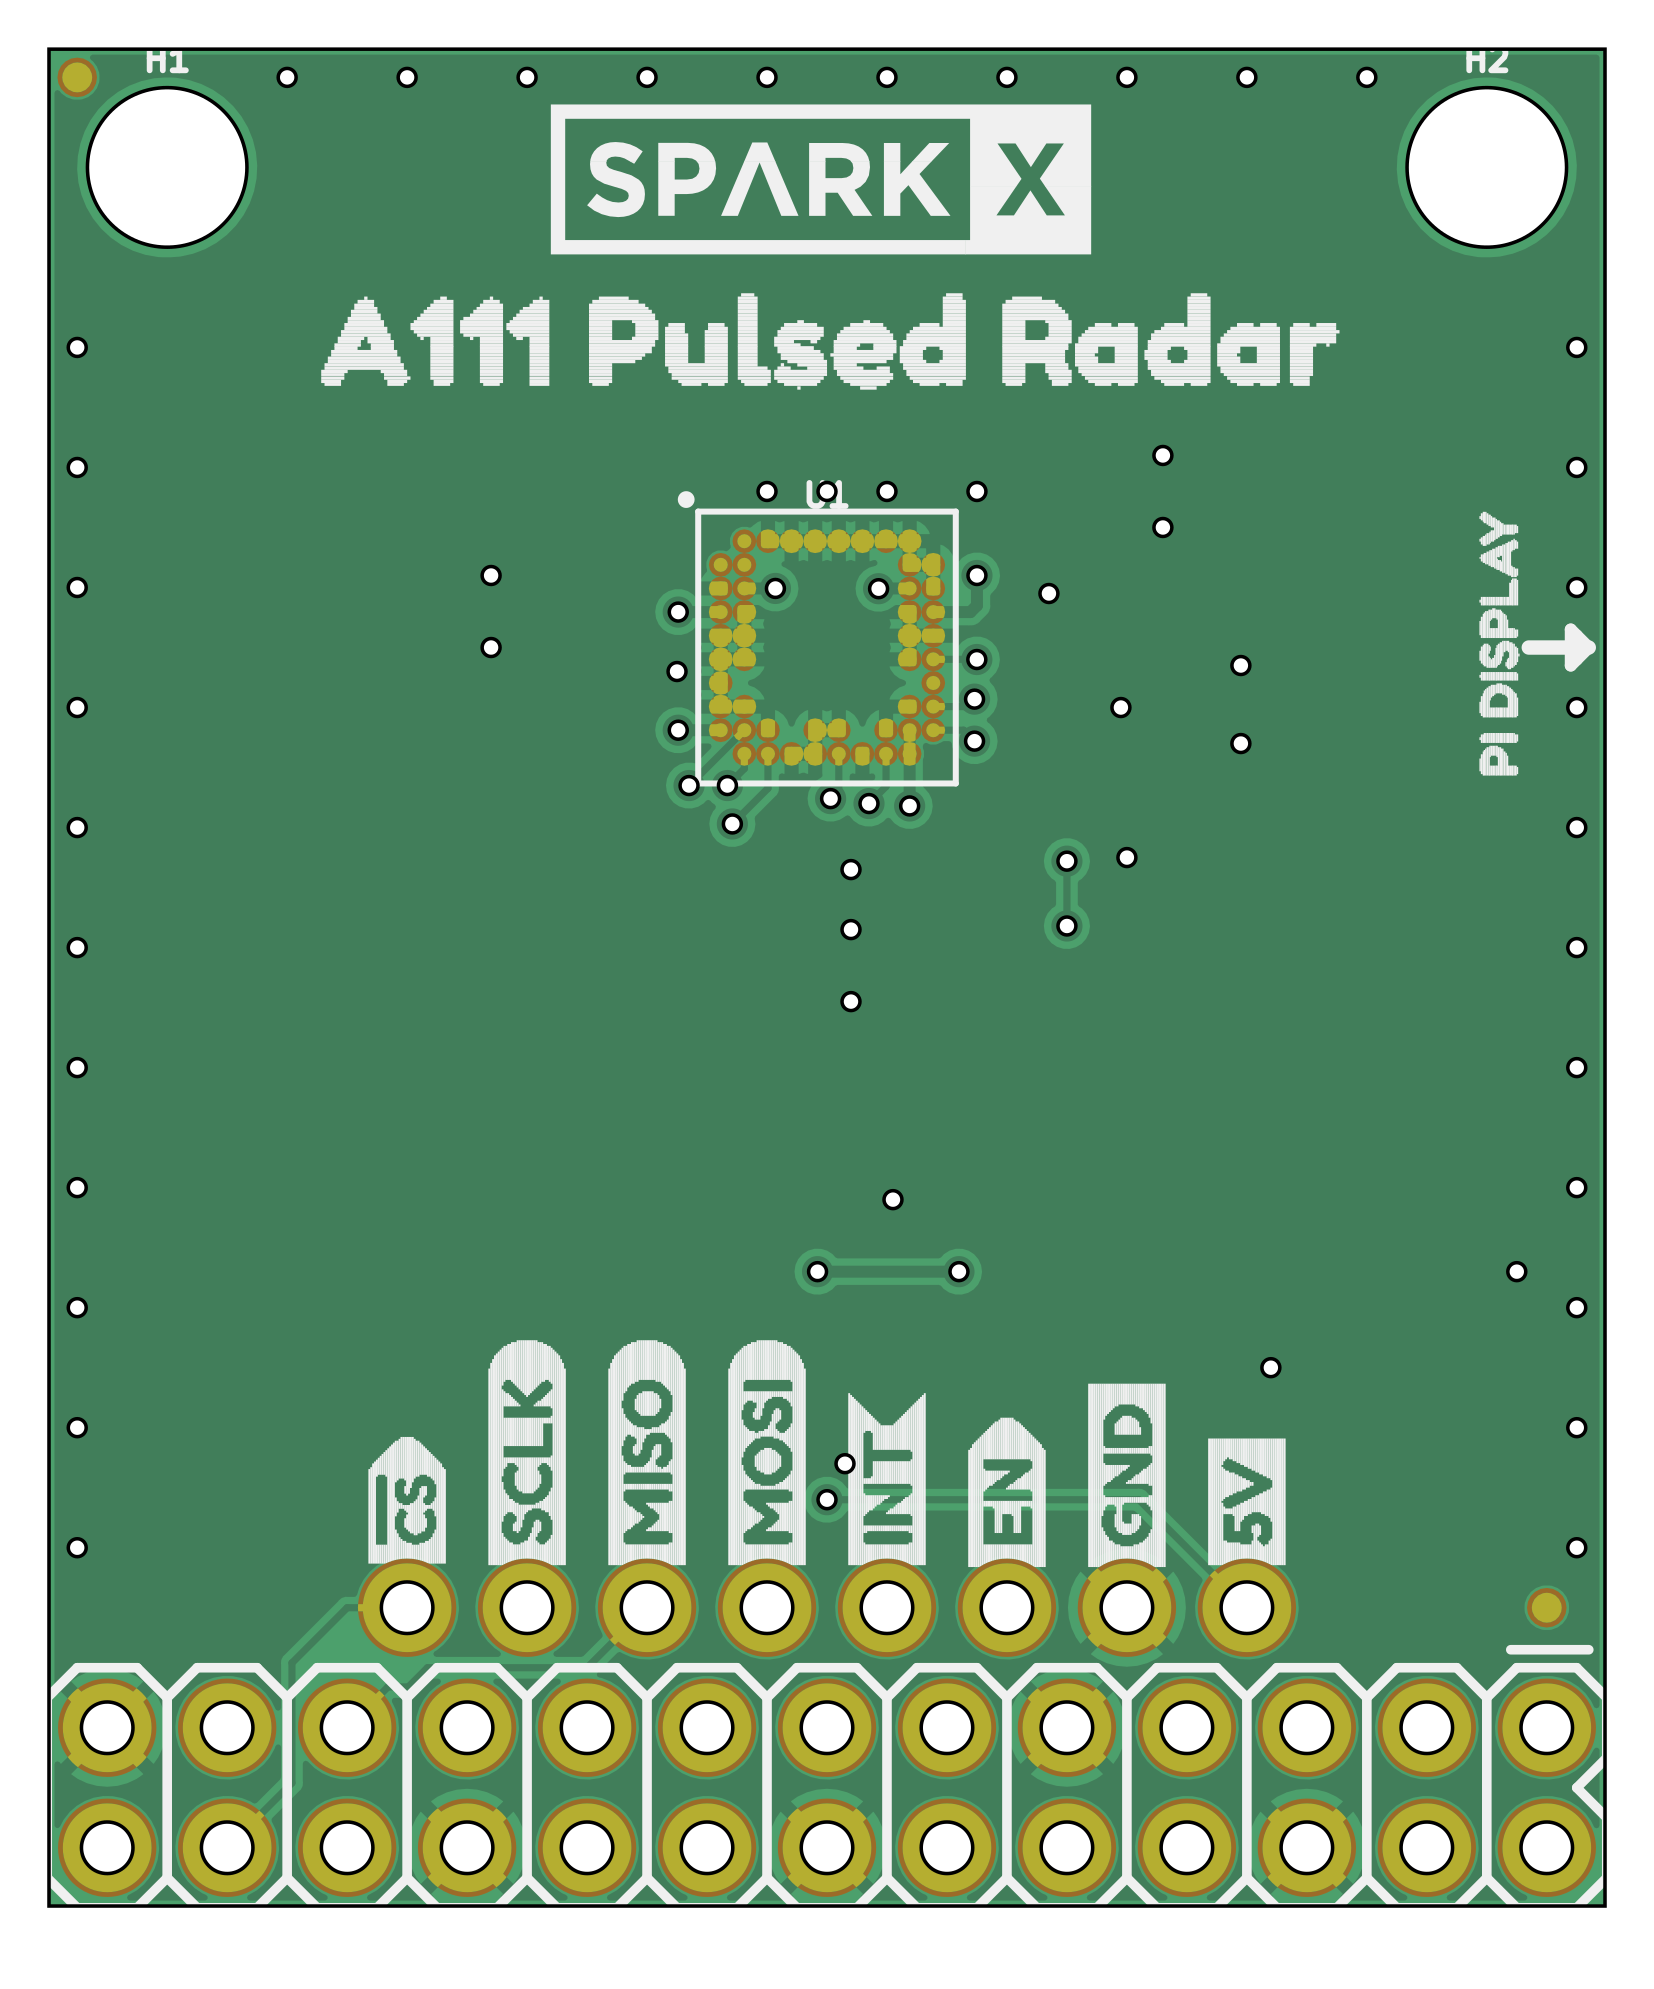 H1
H2
SPARK X
A111 Pulsed Radar
U1
PI DISPLAY
CS
SCLK
MISO
MOSI
INT
EN
GND
5V